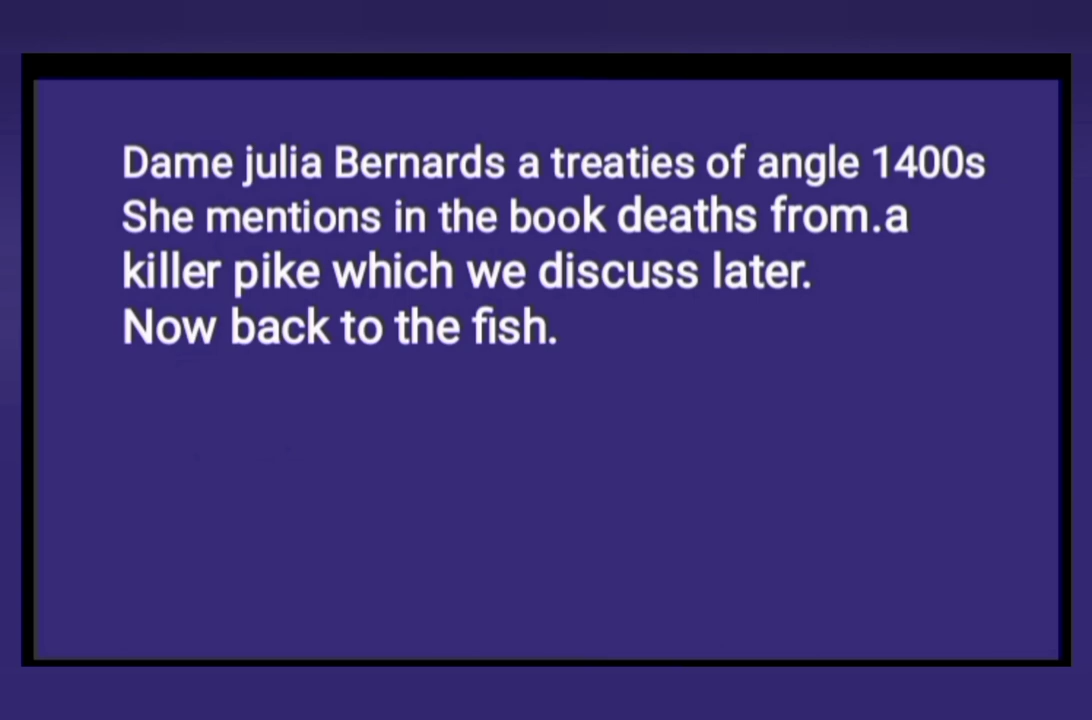 Dame julia Bernards a treaties of angle 1400s
She mentions in the book deaths from.a
killer pike which we discuss later.
Now back to the fish.